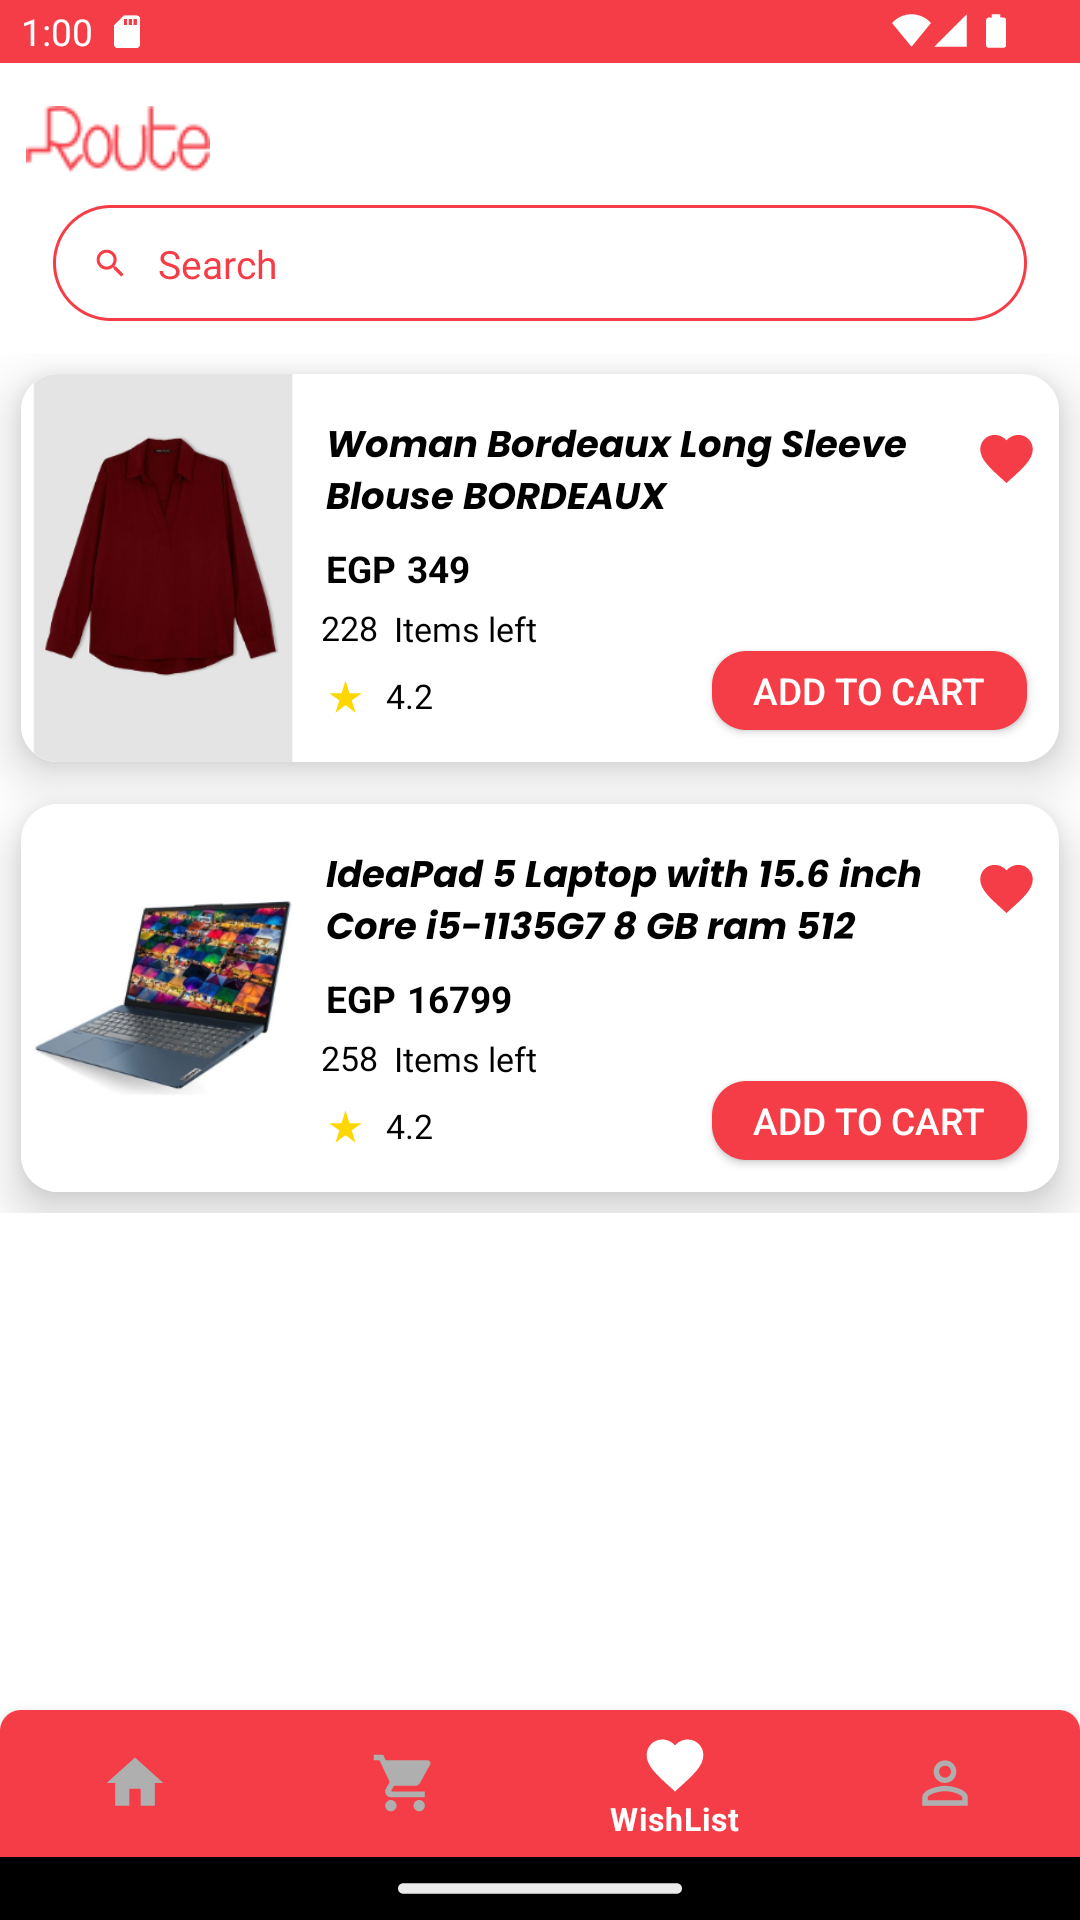 1:00
Route
Search
Woman Bordeaux Long Sleeve
Blouse BORDEAUX
EGP 349
228 Items left
4.2
ADD TO CART
IdeaPad 5 Laptop with 15.6 inch
Core i5-1135G7 8 GB ram 512
EGP 16799
258 Items left
4.2
ADD TO CART
WishList